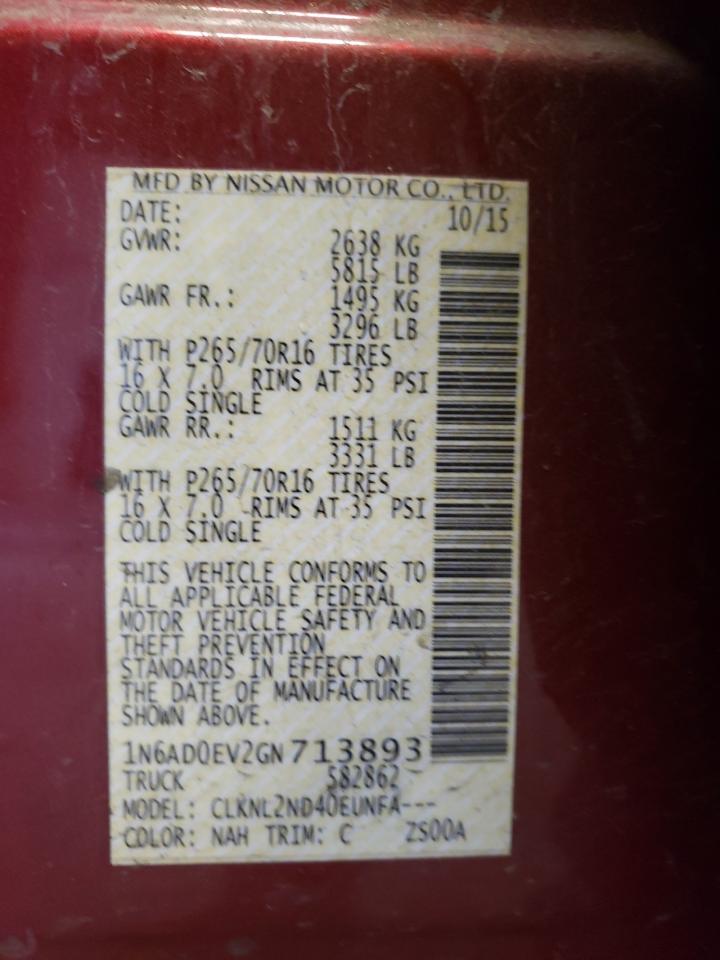 MFD BY NISSAN MOTOR CO., LTD.
DATE: 10/15
GVWR: 2638 KG
5815 LB
GAWR FR.: 1495 KG
3296 LB
WITH P265/70R16 TIRES
16 X 7.0 RIMS AT 35 PSI
COLD SINGLE
GAWR RR.: 1511 KG
3331 LB
WITH P265/70R16 TIRES
16 X 7.0 RIMS AT 35 PSI
COLD SINGLE
THIS VEHICLE CONFORMS TO
ALL APPLICABLE FEDERAL
MOTOR VEHICLE SAFETY AND
THEFT PREVENTION
STANDARDS IN EFFECT ON
THE DATE OF MANUFACTURE
SHOWN ABOVE.
1N6AD0EV2GN713893
TRUCK 582862
MODEL: CLKNL2ND40EUNFA---
COLOR: NAH TRIM: C ZS00A